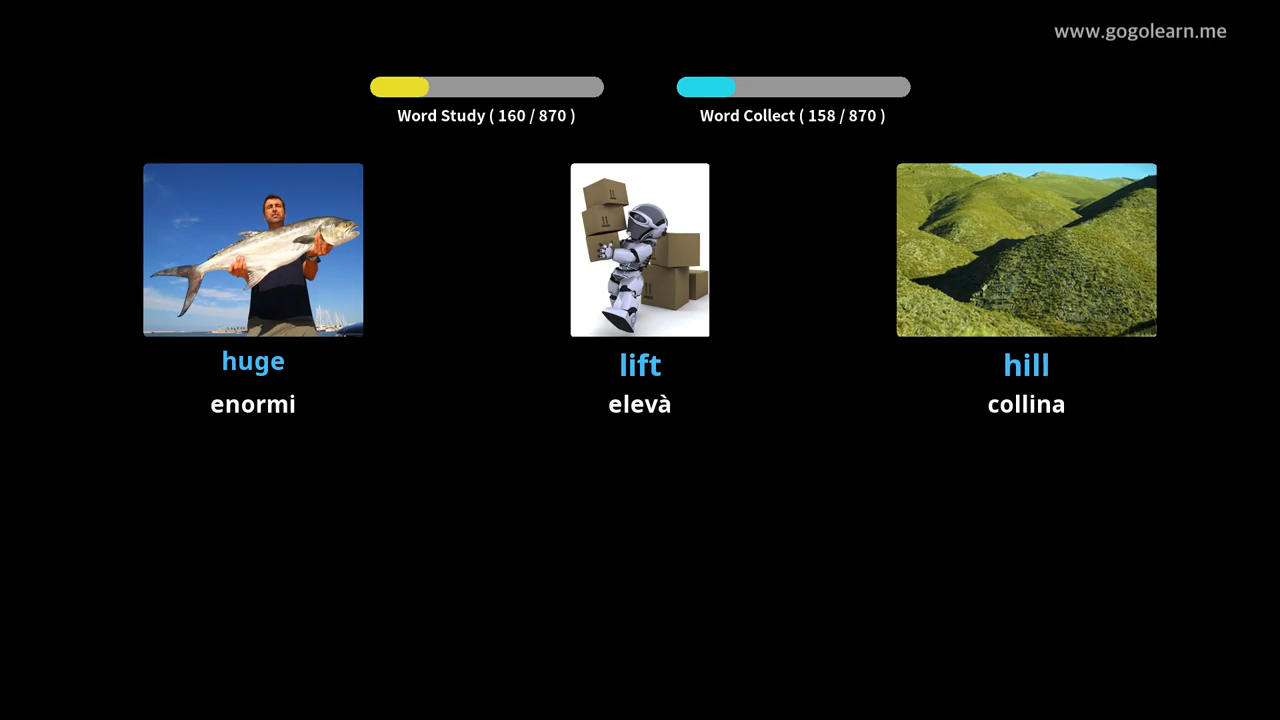 www.gogolearn.me
Word Study ( 160 / 870 )
Word Collect ( 158 / 870 )
huge
lift
hill
enormi
elevà
collina